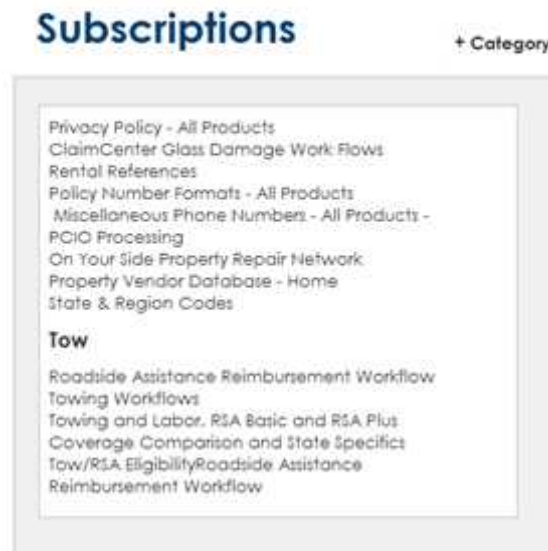 Subscriptions
+ Category
Privacy Policy - All Products
ClaimCenter Glass Damage Work Flows
Rental References
Policy Number Formats - All Products
Miscellaneous Phone Numbers - All Products -
PCIO Processing
On Your Side Property Repair Network
Property Vendor Database - Home
State & Region Codes
Tow
Roadside Assistance Reimbursement Workflow
Towing Workflows
Towing and Labor, RSA Basic and RSA Plus
Coverage Comparison and State Specifics
Tow/RSA EligibilityRoadside Assistance
Reimbursement Workflow